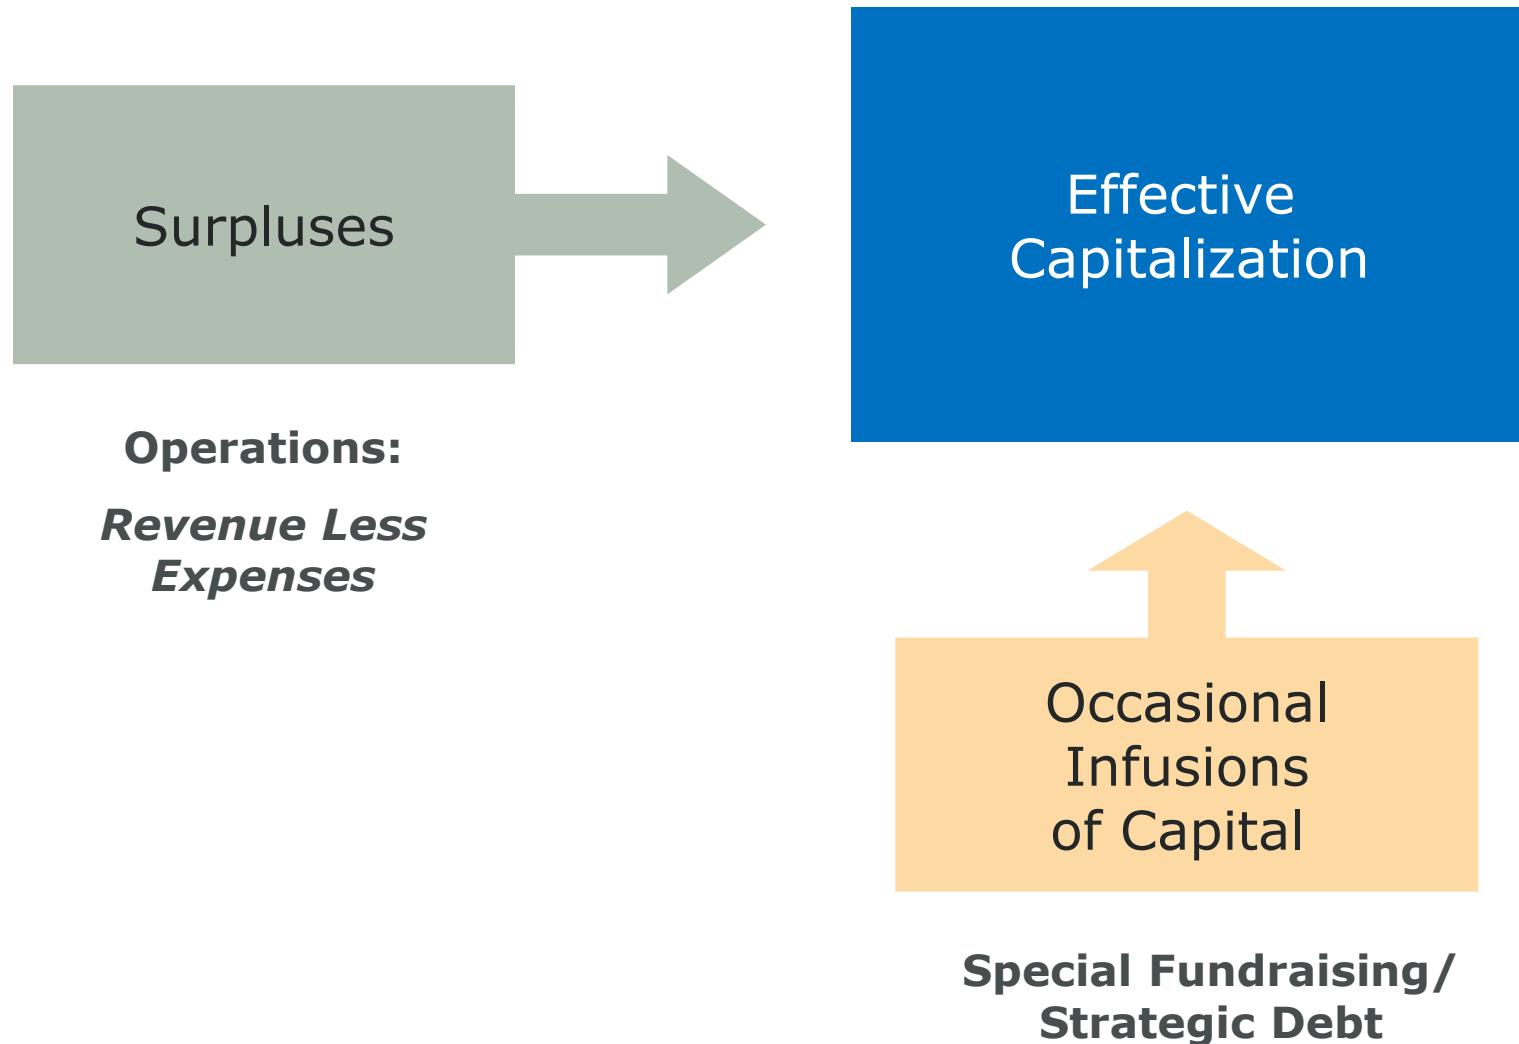 Surpluses
Effective
Capitalization
Operations:
Revenue Less
Expenses
Occasional
Infusions
of Capital
Special Fundraising/
Strategic Debt